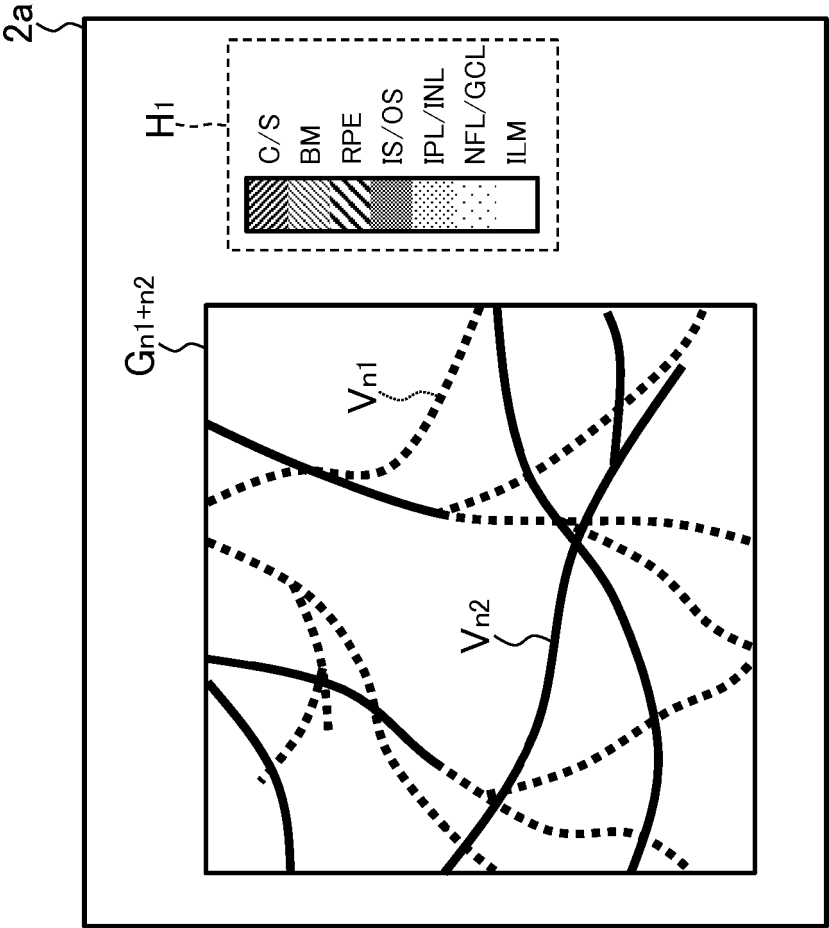 2a
H1
C/S
BM
RPE
IS/OS
IPL/INL
NFL/GCL
ILM
Gn1+n2
Vn1
Vn2